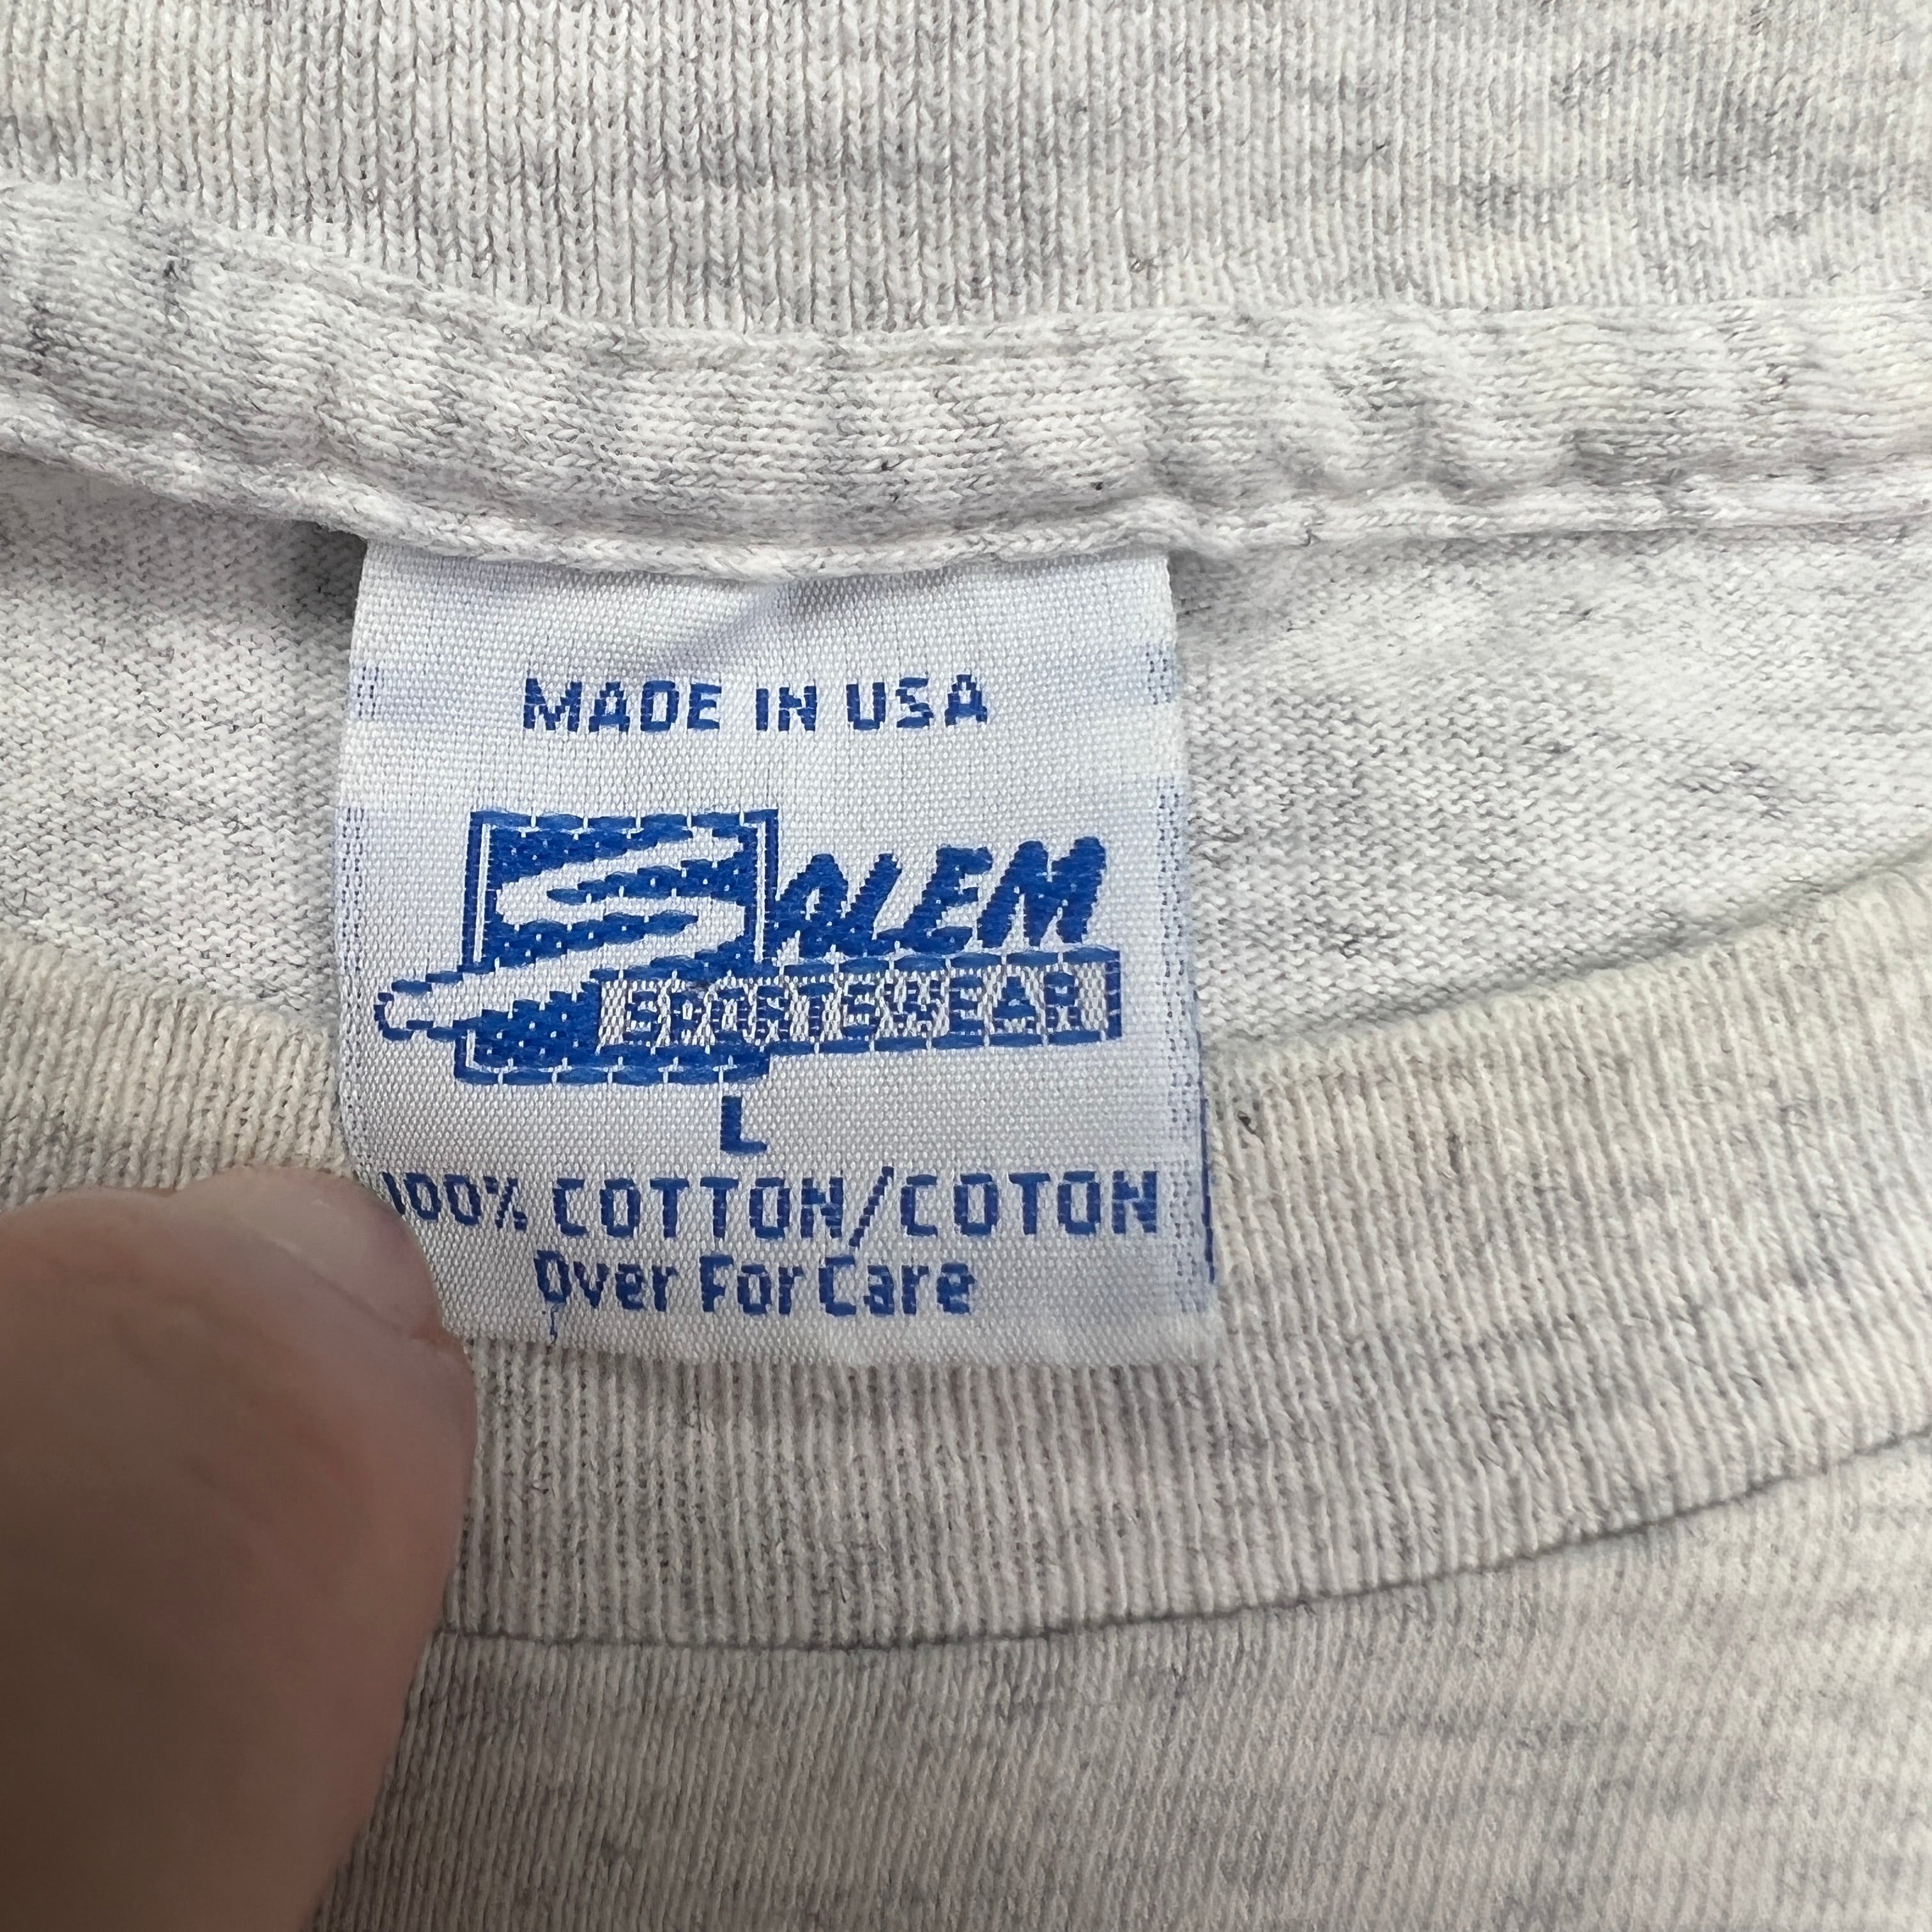 MADE IN USA
SALEM
SPORTSWEAR
L
100% COTTON/COTON
Over For Care